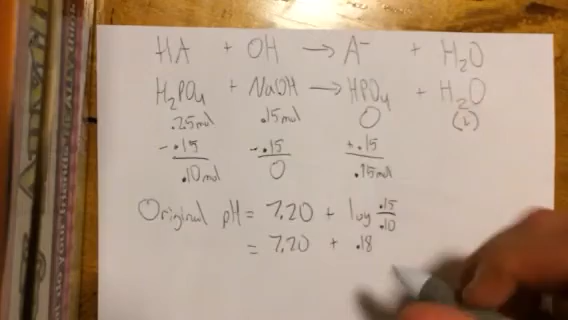 HA + OH → A⁻ + H₂O
H₂PO₄ + NaOH → HPO₄ + H₂O
.25mol .15mol 0 (L)
-.15 -.15 +.15
.10mol 0 .15mol
Original pH = 7.20 + log .15/.10
= 7.20 + .18